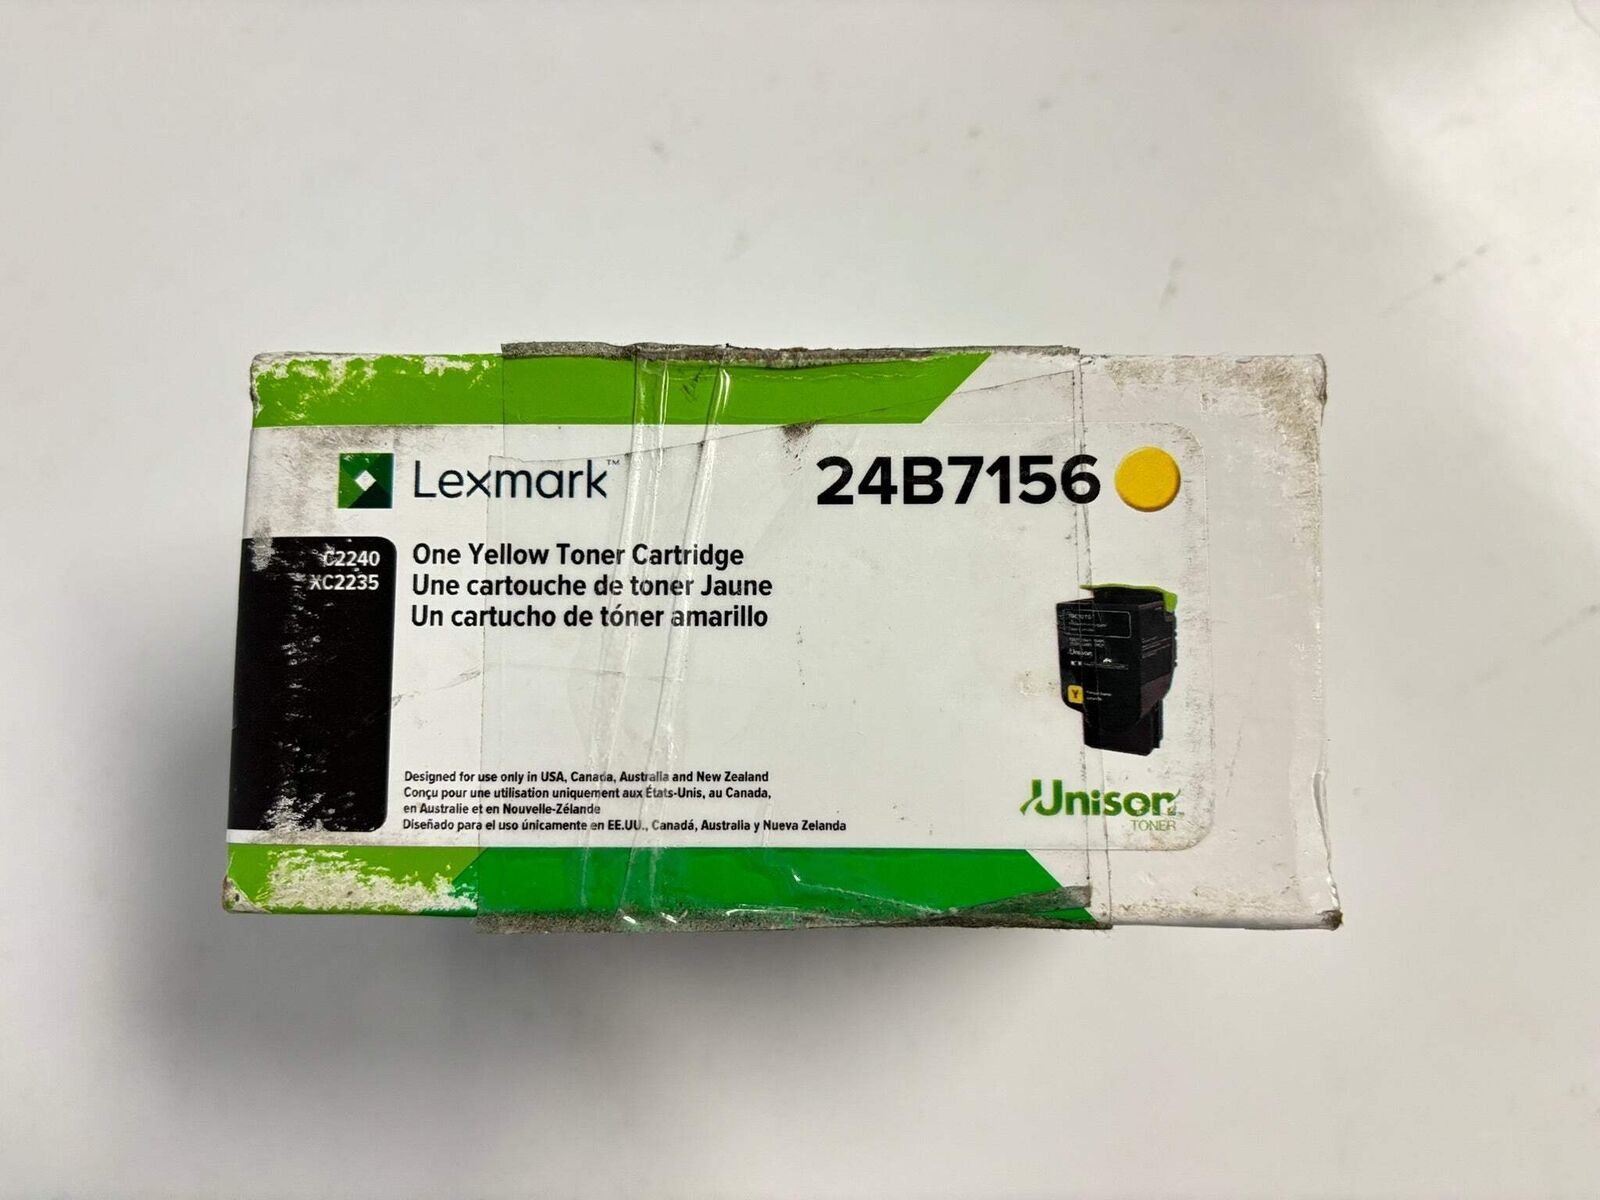 Lexmark™
24B7156
C2240
XC2235
One Yellow Toner Cartridge
Une cartouche de toner Jaune
Un cartucho de tóner amarillo
Unison
Y
Designed for use only in USA, Canada, Australia and New Zealand
Conçu pour une utilisation uniquement aux États-Unis, au Canada,
en Australie et en Nouvelle-Zélande
Diseñado para el uso únicamente en EE.UU., Canadá, Australia y Nueva Zelanda
Unison™
TONER